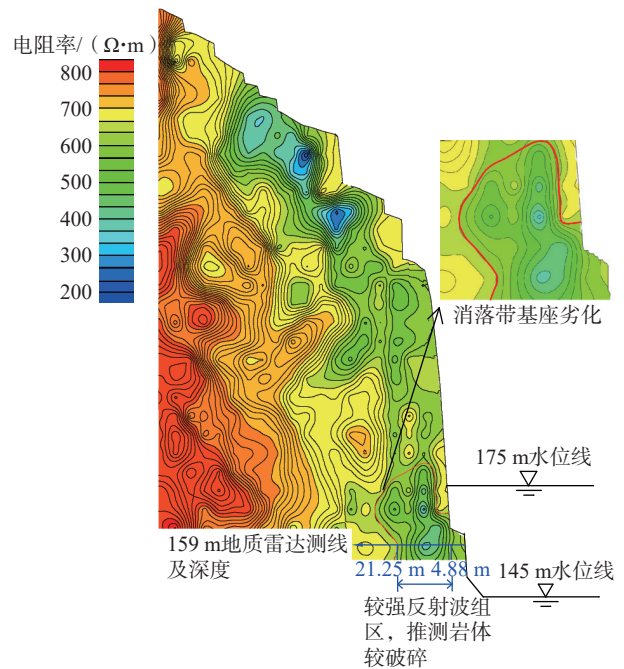 电阻率/（Ω·m）
800
700
600
500
400
300
200
消落带基座劣化
175 m水位线
159 m地质雷达测线
及深度
21.25 m 4.88 m
145 m水位线
较强反射波组
区，推测岩体
较破碎